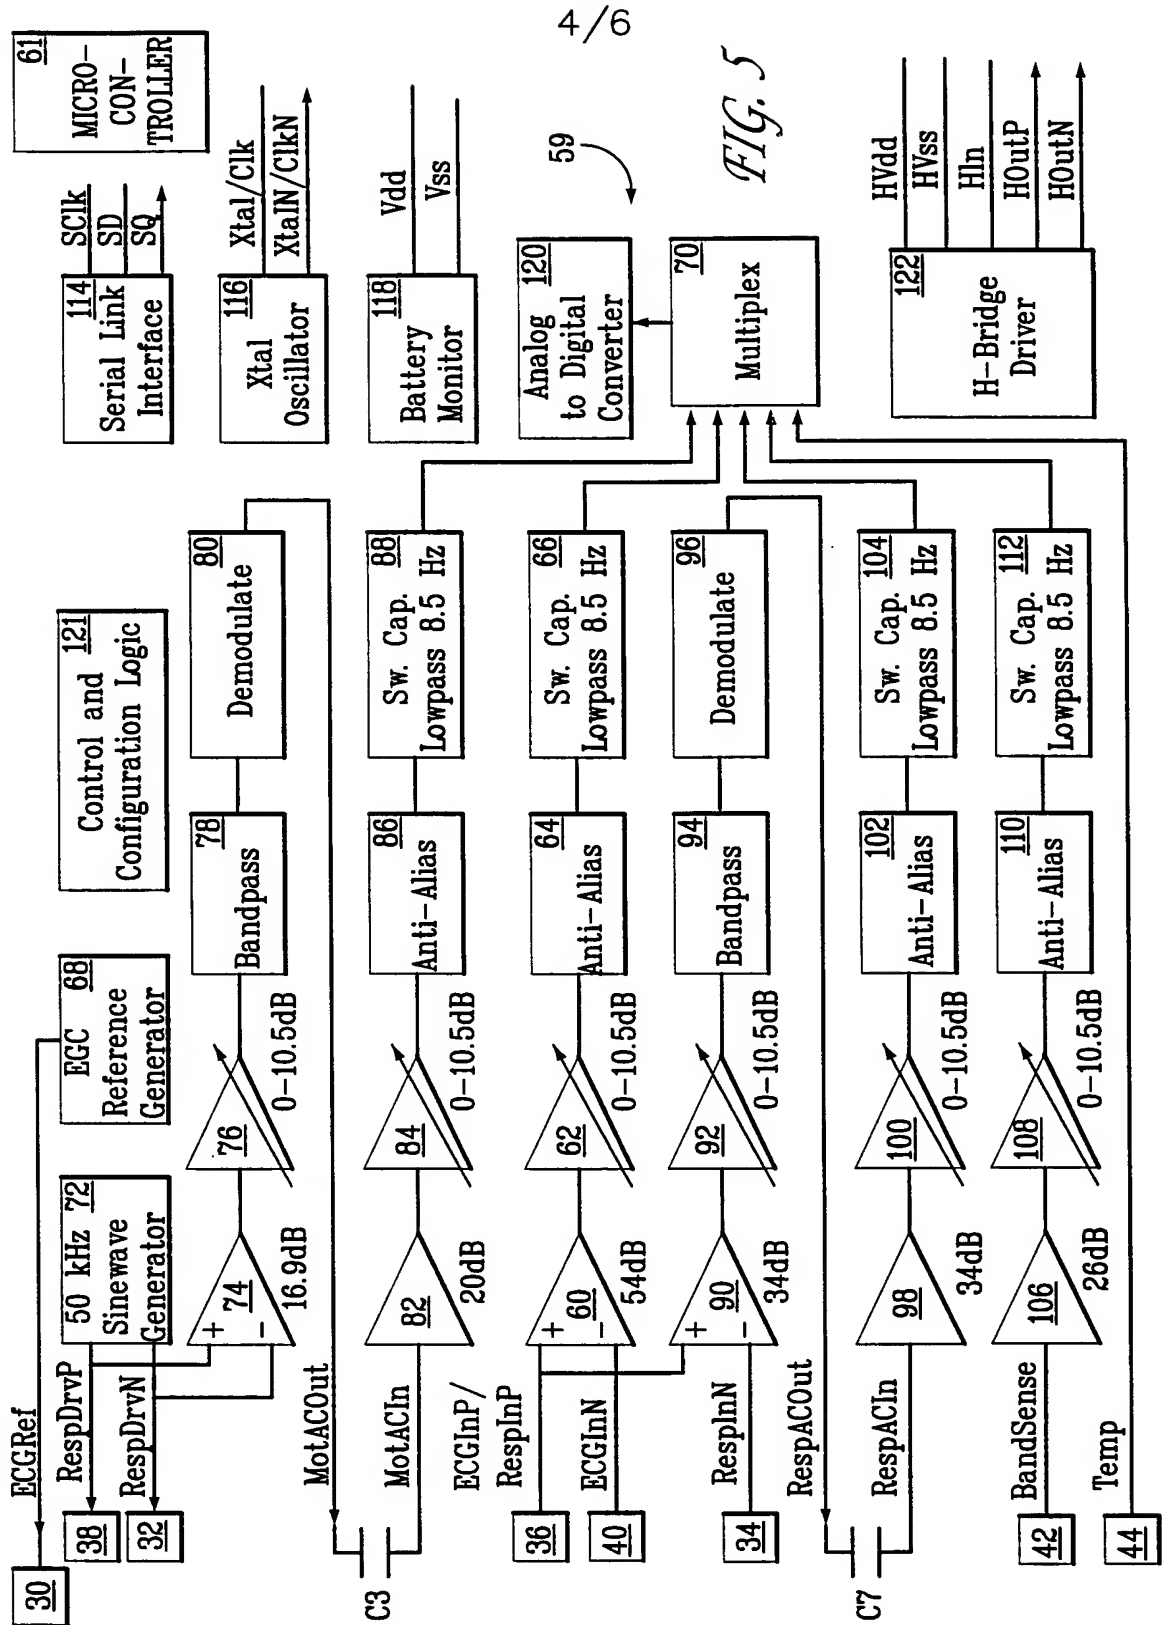 4/6
30
ECGRef
EGC 68
Reference
Generator
Control and 121
Configuration Logic
61
MICRO-
CON-
TROLLER
38
RespDrvP
32
RespDrvN
50 kHz 72
Sinewave
Generator
114
Serial Link
Interface
SClk
SD
SQ
+
-
74
16.9dB
76
0-10.5dB
78
Bandpass
80
Demodulate
116
Xtal
Oscillator
Xtal/Clk
XtalN/ClkN
MotACOut
C3
MotACIn
82
20dB
84
0-10.5dB
86
Anti-Alias
88
Sw. Cap.
Lowpass 8.5 Hz
118
Battery
Monitor
Vdd
Vss
36
ECGInP/
RespInP
40
ECGInN
+
-
60
54dB
62
0-10.5dB
64
Anti-Alias
66
Sw. Cap.
Lowpass 8.5 Hz
Analog 120
to Digital
Converter
59
34
RespInN
+
-
90
34dB
92
0-10.5dB
94
Bandpass
96
Demodulate
70
Multiplex
FIG. 5
RespACOut
C7
RespACIn
98
34dB
100
0-10.5dB
102
Anti-Alias
104
Sw. Cap.
Lowpass 8.5 Hz
122
H-Bridge
Driver
HVdd
HVss
HIn
HOutP
HOutN
42
BandSense
106
26dB
108
0-10.5dB
110
Anti-Alias
112
Sw. Cap.
Lowpass 8.5 Hz
44
Temp